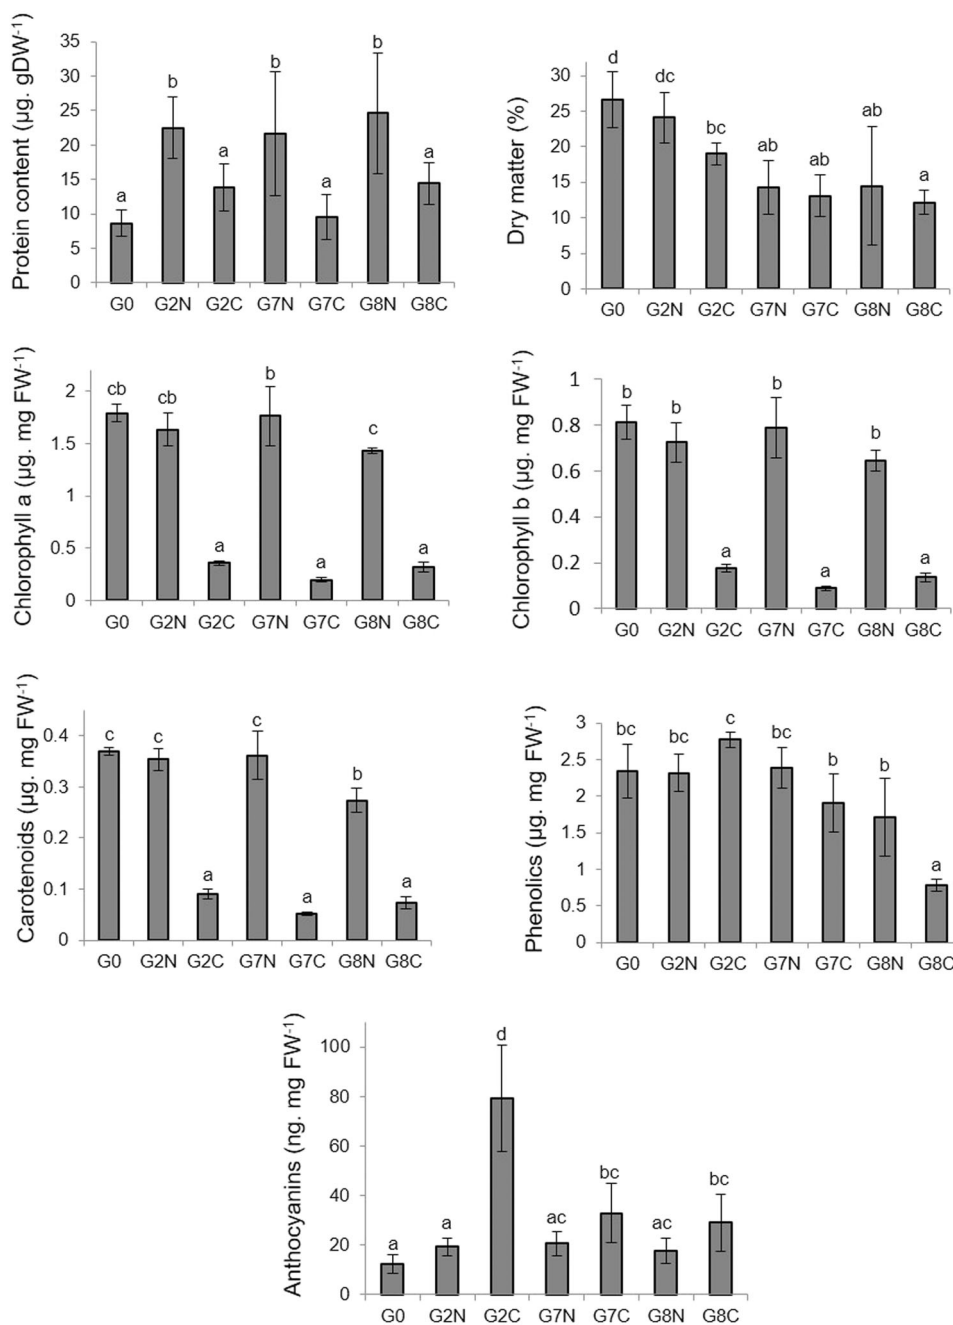 Protein content (µg. gDW⁻¹)
35
30
25
20
15
10
5
0
a
b
a
b
a
b
a
G0 G2N G2C G7N G7C G8N G8C
Dry matter (%)
30
25
20
15
10
5
0
d
dc
bc
ab
ab
ab
a
G0 G2N G2C G7N G7C G8N G8C
Chlorophyll a (µg. mg FW⁻¹)
2
1.5
1
0.5
0
cb
cb
a
b
a
c
a
G0 G2N G2C G7N G7C G8N G8C
Chlorophyll b (µg. mg FW⁻¹)
1
0.8
0.6
0.4
0.2
0
b
b
a
b
a
b
a
G0 G2N G2C G7N G7C G8N G8C
Carotenoids (µg. mg FW⁻¹)
0.4
0.3
0.2
0.1
0
c
c
a
c
a
b
a
G0 G2N G2C G7N G7C G8N G8C
Phenolics (µg. mg FW⁻¹)
3
2.5
2
1.5
1
0.5
0
bc
bc
c
bc
b
b
a
G0 G2N G2C G7N G7C G8N G8C
Anthocyanins (ng. mg FW⁻¹)
100
80
60
40
20
0
a
a
d
ac
bc
ac
bc
G0 G2N G2C G7N G7C G8N G8C